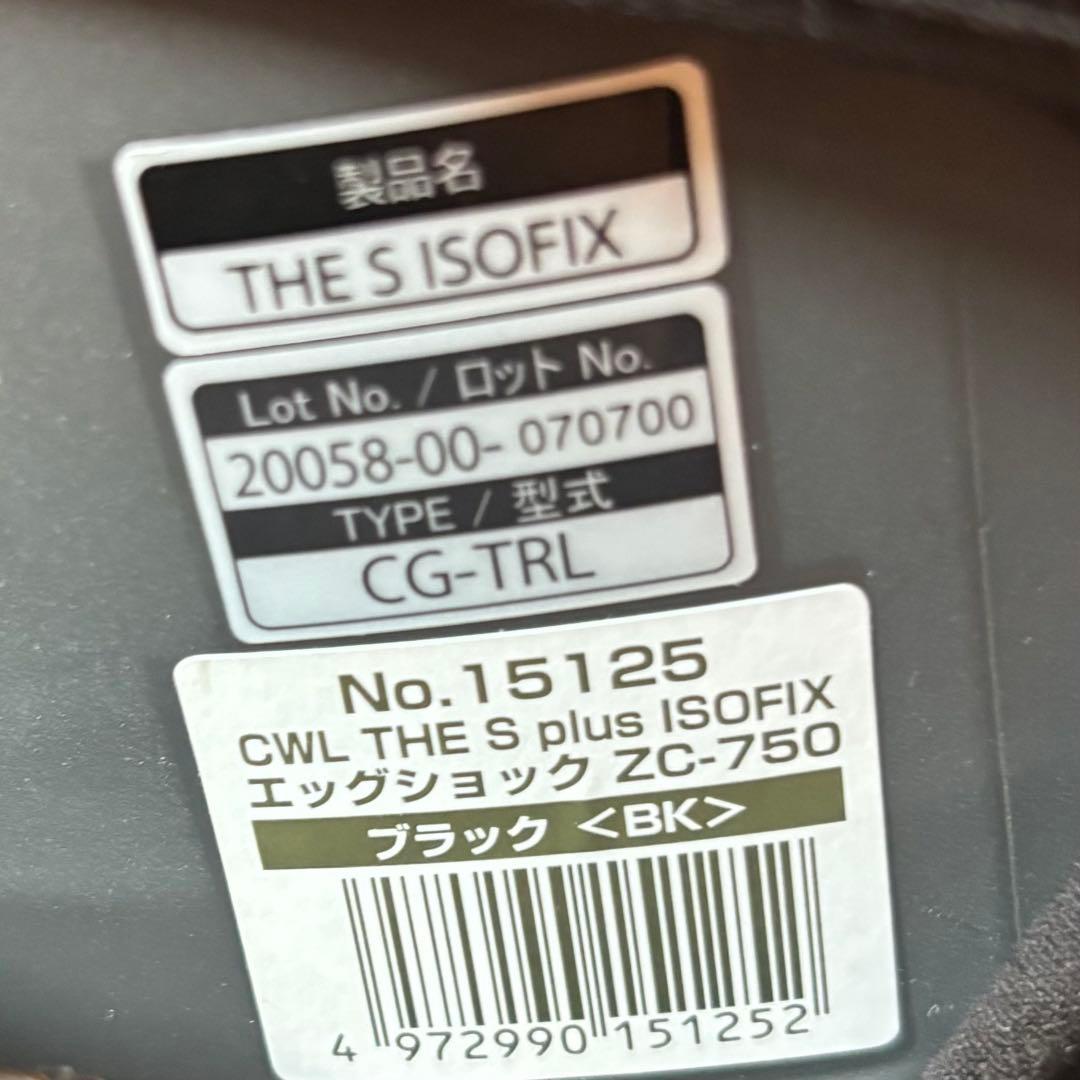 製品名
THE S ISOFIX
Lot No. / ロット No.
20058-00- 070700
TYPE / 型式
CG-TRL
No.15125
CWL THE S plus ISOFIX
エッグショック ZC-750
ブラック <BK>
4 972990 151252